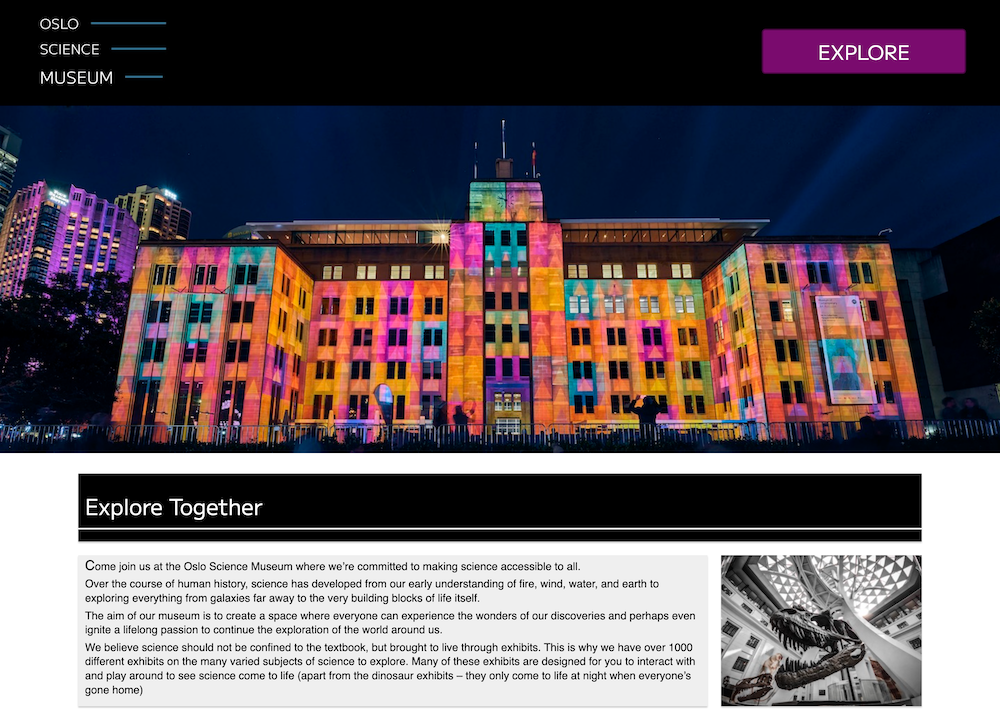 OSLO
SCIENCE
MUSEUM
EXPLORE
Explore Together
Come join us at the Oslo Science Museum where we’re committed to making science accessible to all.
Over the course of human history, science has developed from our early understanding of fire, wind, water, and earth to
exploring everything from galaxies far away to the very building blocks of life itself.
The aim of our museum is to create a space where everyone can experience the wonders of our discoveries and perhaps even
ignite a lifelong passion to continue the exploration of the world around us.
We believe science should not be confined to the textbook, but brought to live through exhibits. This is why we have over 1000
different exhibits on the many varied subjects of science to explore. Many of these exhibits are designed for you to interact with
and play around to see science come to life (apart from the dinosaur exhibits – they only come to life at night when everyone’s
gone home)